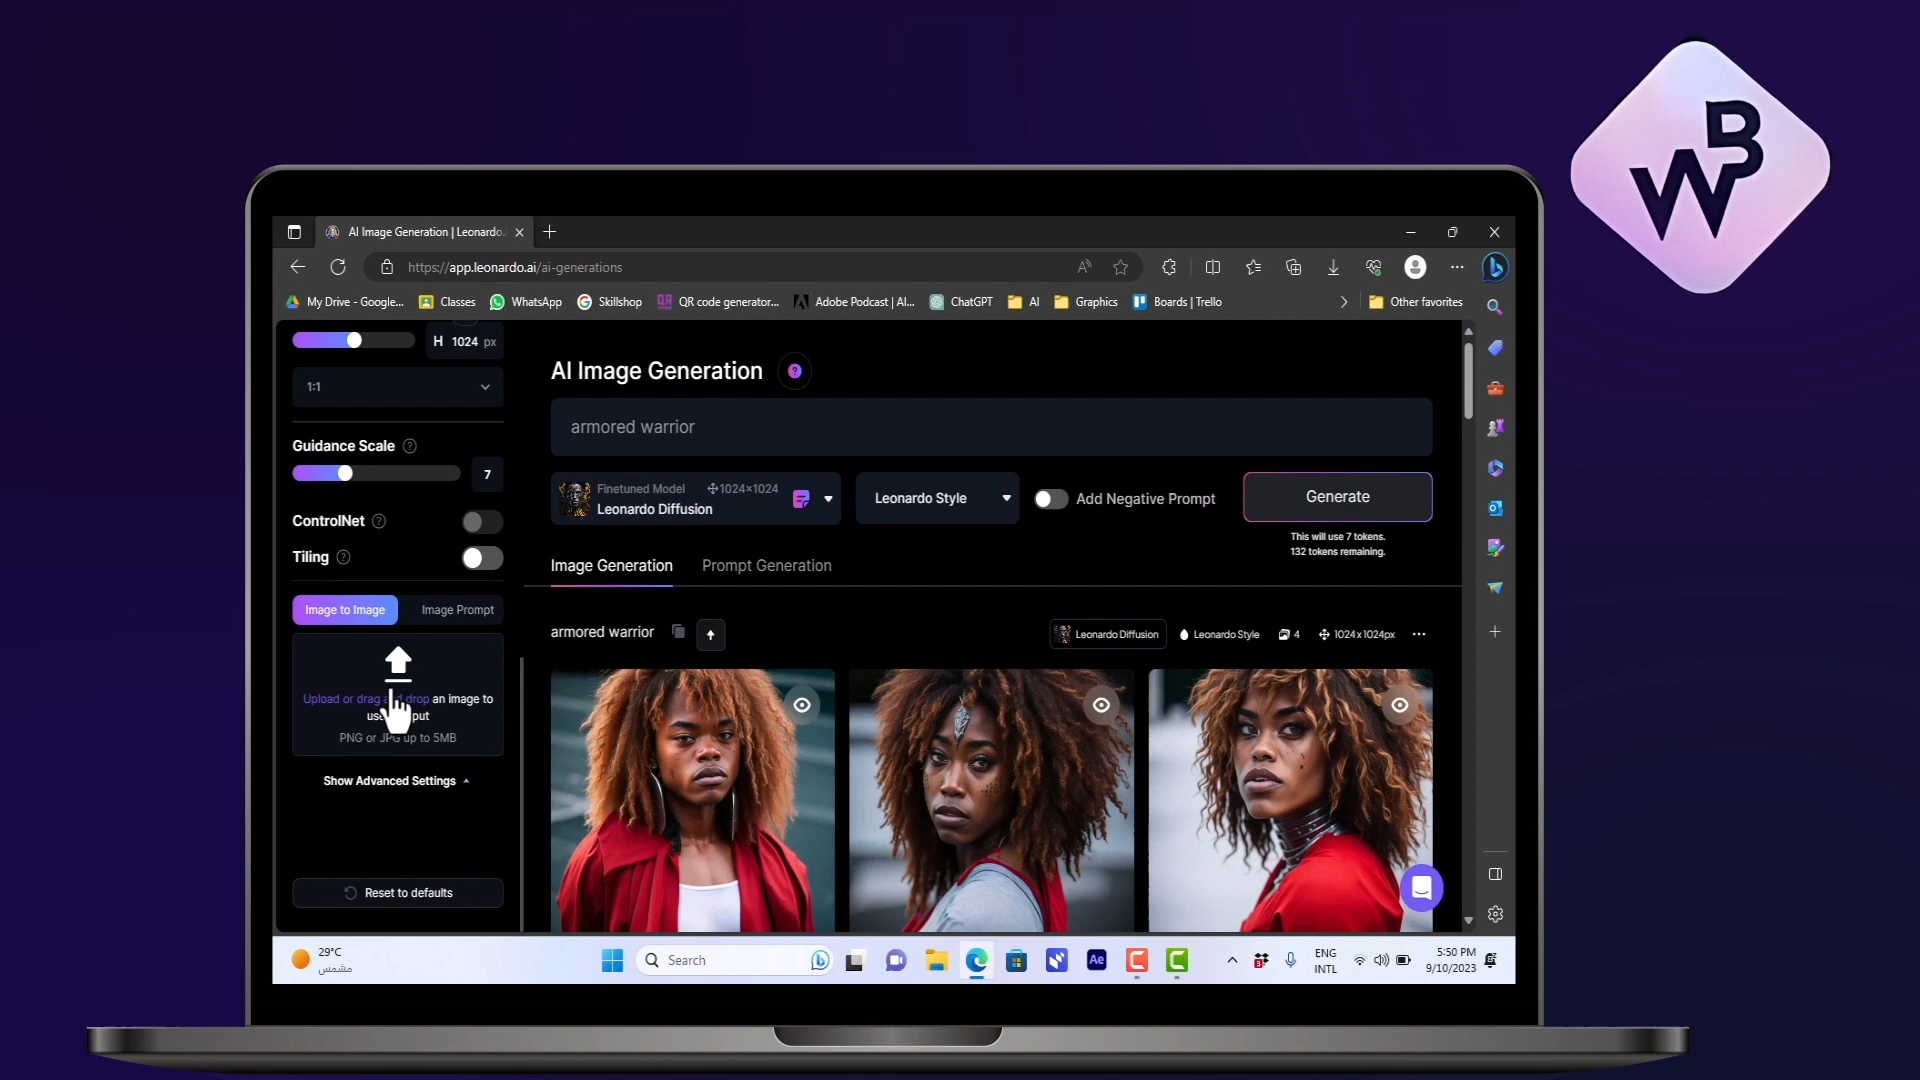 WB
AI Image Generation | Leonardo.
https://app.leonardo.ai/ai-generations
My Drive - Google...
Classes
WhatsApp
Skillshop
QR code generator...
Adobe Podcast | AI...
ChatGPT
AI
Graphics
Boards | Trello
Other favorites
H 1024 px
1:1
Guidance Scale ?
7
ControlNet ?
Tiling ?
Image to Image
Image Prompt
Upload or drag and drop an image to
PNG or JPG up to 5MB
Show Advanced Settings
Reset to defaults
AI Image Generation ?
armored warrior
Finetuned Model 1024×1024
Leonardo Diffusion
Leonardo Style
Add Negative Prompt
Generate
This will use 7 tokens.
132 tokens remaining.
Image Generation
Prompt Generation
armored warrior
Leonardo Diffusion
Leonardo Style
4
1024x1024px
29°C
مشمس
Search
Ae
3
ENG
INTL
5:50 PM
9/10/2023